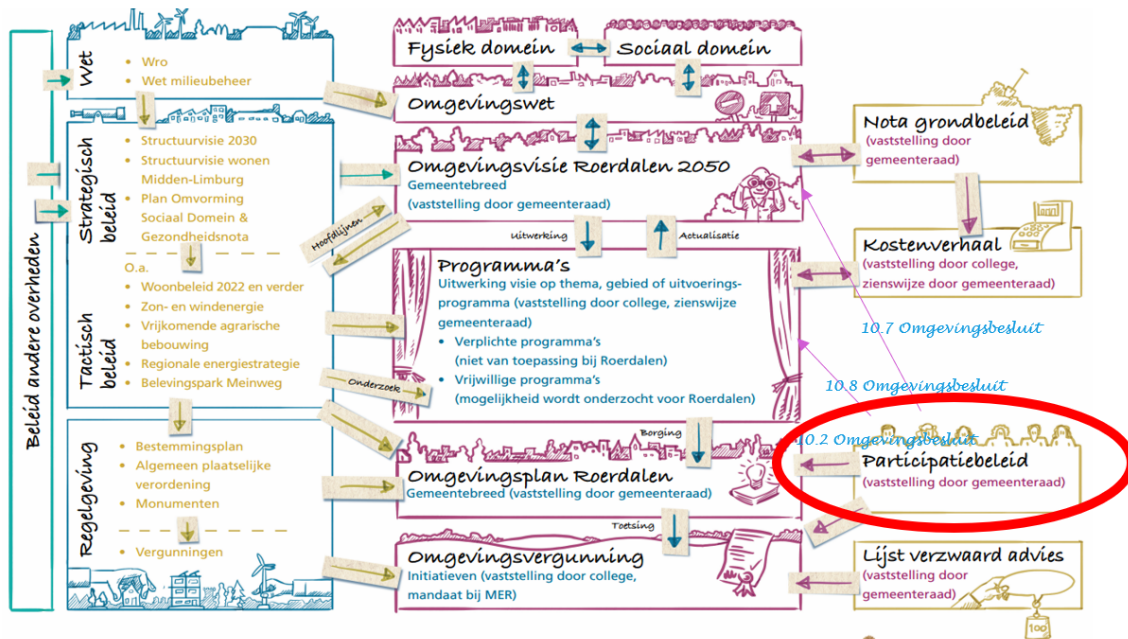 Beleid andere overheden
Wet
• Wro
• Wet milieubeheer
Strategisch
beleid
• Structuurvisie 2030
• Structuurvisie wonen
Midden-Limburg
• Plan Omvorming
Sociaal Domein &
Gezondheidsnota
Tactisch
beleid
O.a.
• Woonbeleid 2022 en verder
• Zon- en windenergie
• Vrijkomende agrarische
bebouwing
• Regionale energiestrategie
• Belevingspark Meinweg
Regelgeving
• Bestemmingsplan
• Algemeen plaatselijke
verordening
• Monumenten
• Vergunningen
Hoofdlijnen
Onderzoek
Fysiek domein
Sociaal domein
Omgevingswet
Omgevingsvisie Roerdalen 2050
Gemeentebreed
(vaststelling door gemeenteraad)
Uitwerking
Actualisatie
Programma's
Uitwerking visie op thema, gebied of uitvoerings-
programma (vaststelling door college, zienswijze
gemeenteraad)
• Verplichte programma's
(niet van toepassing bij Roerdalen)
• Vrijwillige programma's
(mogelijkheid wordt onderzocht voor Roerdalen)
Borging
Omgevingsplan Roerdalen
Gemeentebreed (vaststelling door gemeenteraad)
Toetsing
Omgevingsvergunning
Initiatieven (vaststelling door college,
mandaat bij MER)
Nota grondbeleid
(vaststelling door
gemeenteraad)
Kostenverhaal
(vaststelling door college,
zienswijze door gemeenteraad)
10.7 Omgevingsbesluit
10.8 Omgevingsbesluit
10.2 Omgevingsbesluit
Participatiebeleid
(vaststelling door gemeenteraad)
Lijst verzwaard advies
(vaststelling door
gemeenteraad)
100